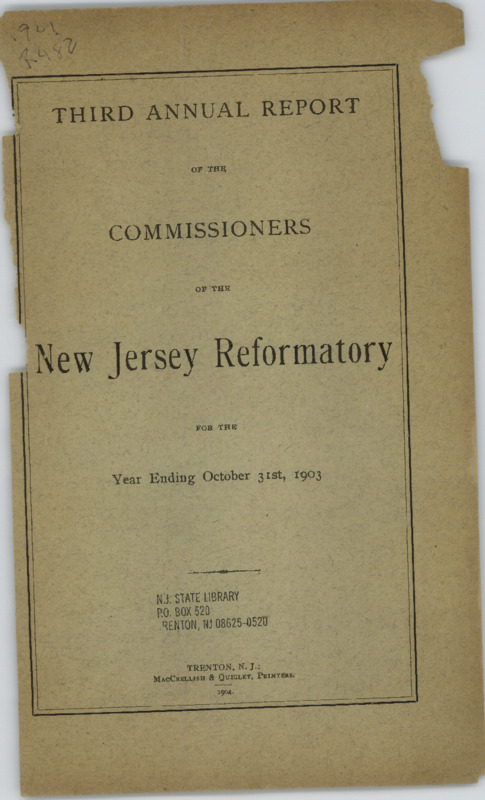 THIRD ANNUAL REPORT
OF THE
COMMISSIONERS
OF THE
New Jersey Reformatory
FOR THE
Year Ending October 31st, 1903
N.J. STATE LIBRARY
P.O. BOX 520
RENTON, NJ 08625-0520
TRENTON, N. J.:
MacCrellish & Quigley, Printers.
1904.